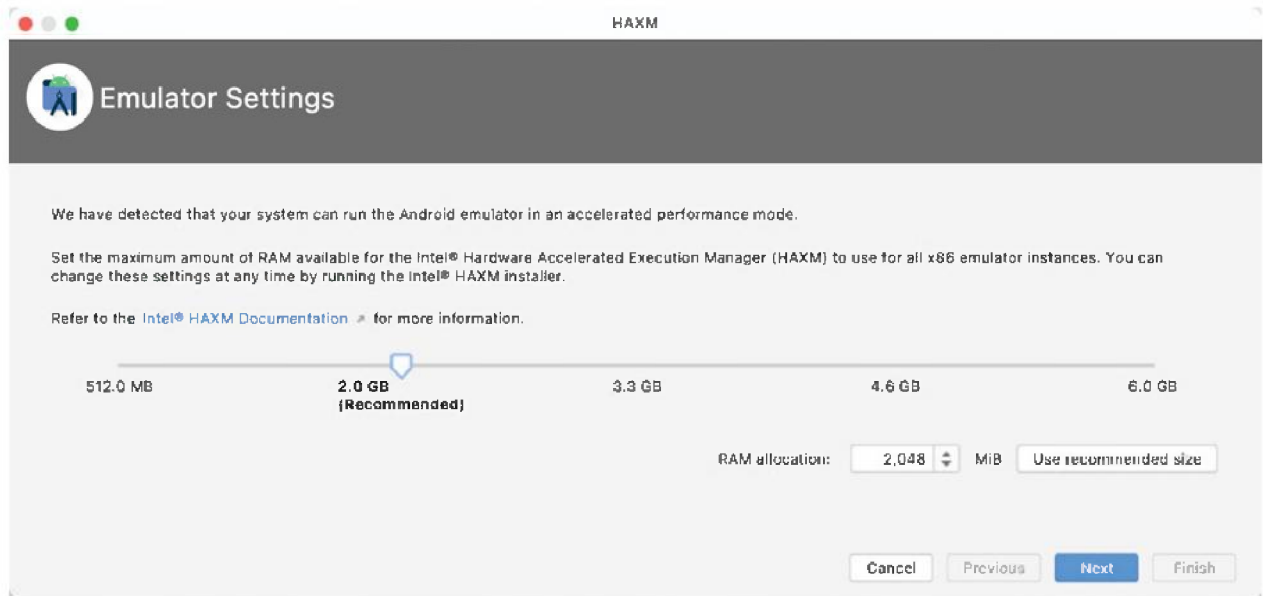 HAXM
Emulator Settings
We have detected that your system can run the Android emulator in an accelerated performance mode.
Set the maximum amount of RAM available for the Intel® Hardware Accelerated Execution Manager (HAXM) to use for all x86 emulator instances. You can
change these settings at any time by running the Intel® HAXM installer.
Refer to the Intel® HAXM Documentation ↗ for more information.
512.0 MB 2.0 GB 3.3 GB 4.6 GB 6.0 GB
(Recommended)
RAM allocation: 2,048 MiB Use recommended size
Cancel Previous Next Finish